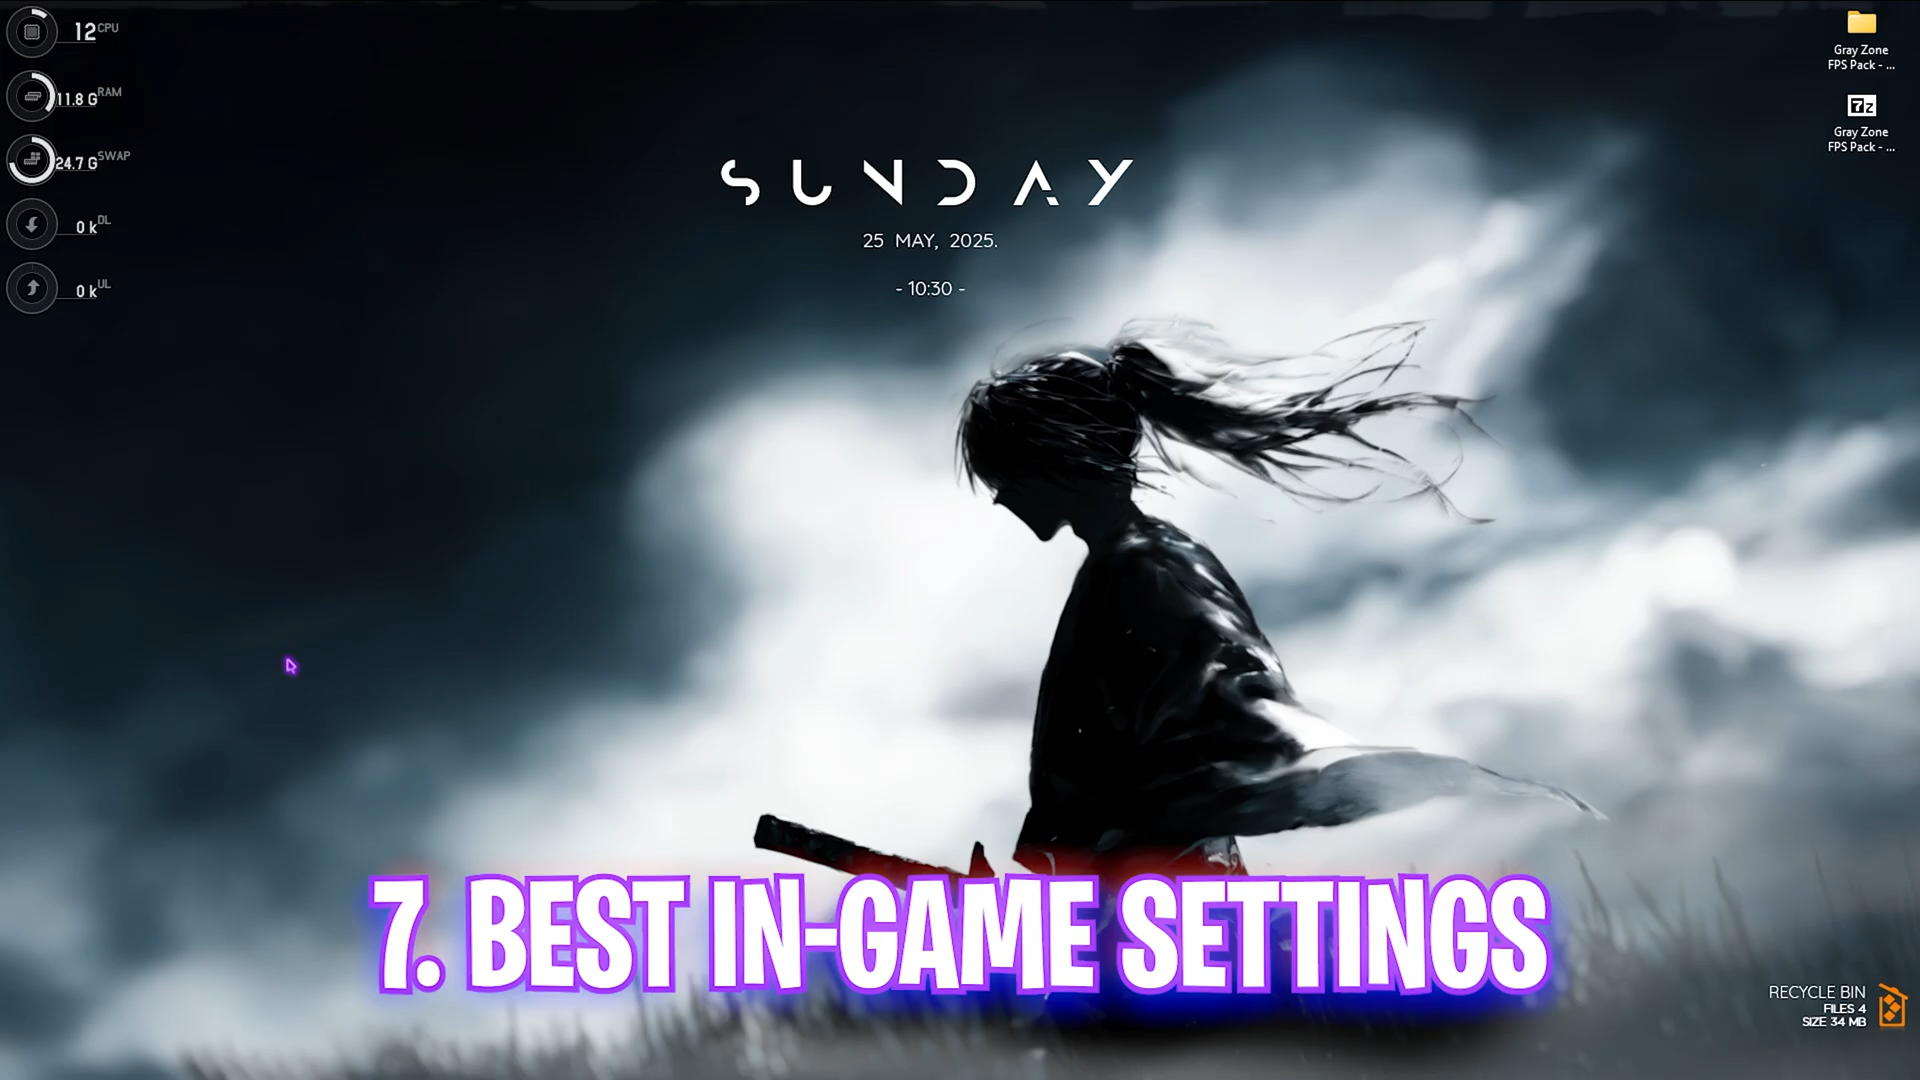 12 CPU
11.8 G RAM
24.7 G SWAP
0 k DL
0 k UL
SUNDAY
25 MAY, 2025.
- 10:30 -
Gray Zone
FPS Pack - ...
7z
Gray Zone
FPS Pack - ...
7. BEST IN-GAME SETTINGS
RECYCLE BIN
FILES 4
SIZE 34 MB